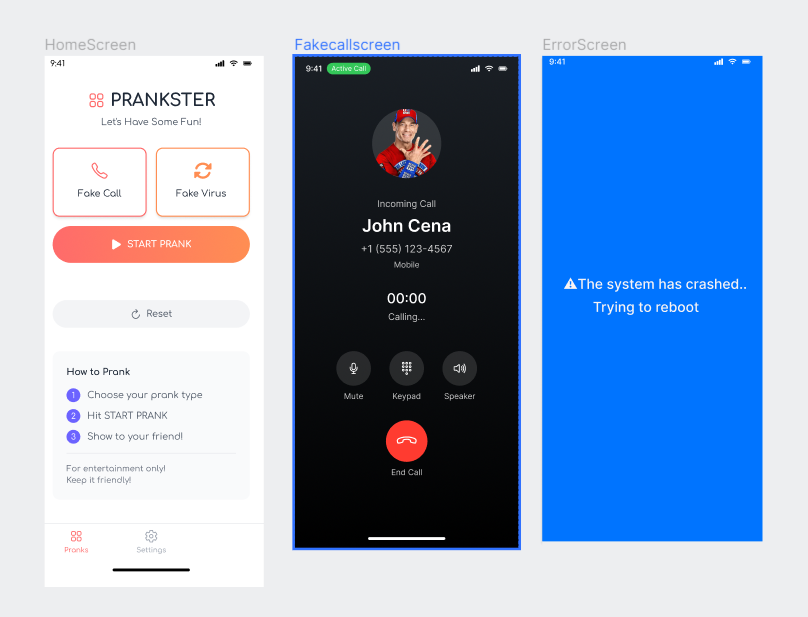 HomeScreen
9:41
PRANKSTER
Let's Have Some Fun!
Fake Call
Fake Virus
START PRANK
Reset
How to Prank
1 Choose your prank type
2 Hit START PRANK
3 Show to your friend!
For entertainment only!
Keep it friendly!
Pranks
Settings
Fakecallscreen
9:41 Active Call
Incoming Call
John Cena
+1 (555) 123-4567
Mobile
00:00
Calling...
Mute
Keypad
Speaker
End Call
ErrorScreen
9:41
The system has crashed..
Trying to reboot